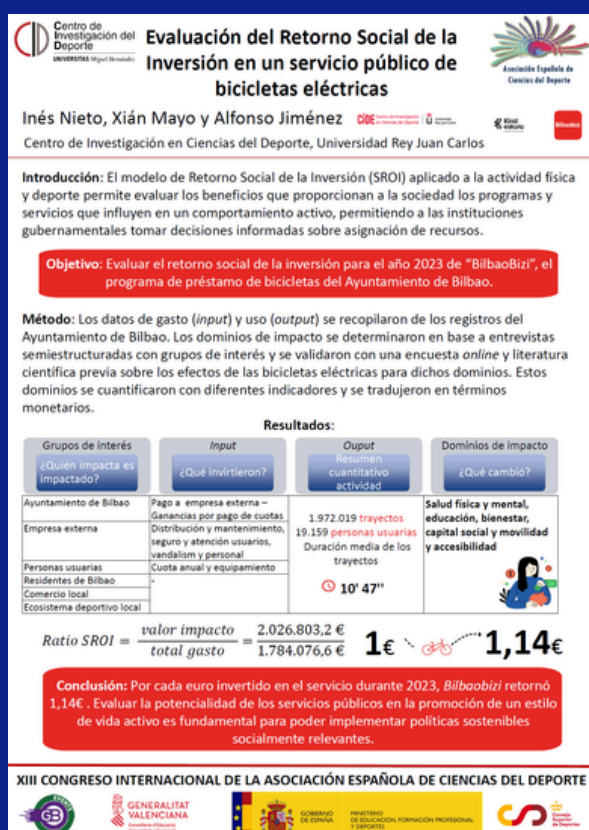 Centro de
Investigación del
Deporte
UNIVERSITAS Miguel Hernández
Evaluación del Retorno Social de la
Inversión en un servicio público de
bicicletas eléctricas
Asociación Española de
Ciencias del Deporte
Inés Nieto, Xián Mayo y Alfonso Jiménez
CIDE
Bilbaobizi
Centro de Investigación en Ciencias del Deporte, Universidad Rey Juan Carlos
Introducción: El modelo de Retorno Social de la Inversión (SROI) aplicado a la actividad física
y deporte permite evaluar los beneficios que proporcionan a la sociedad los programas y
servicios que influyen en un comportamiento activo, permitiendo a las instituciones
gubernamentales tomar decisiones informadas sobre asignación de recursos.
Objetivo: Evaluar el retorno social de la inversión para el año 2023 de “BilbaoBizi”, el
programa de préstamo de bicicletas del Ayuntamiento de Bilbao.
Método: Los datos de gasto (input) y uso (output) se recopilaron de los registros del
Ayuntamiento de Bilbao. Los dominios de impacto se determinaron en base a entrevistas
semiestructuradas con grupos de interés y se validaron con una encuesta online y literatura
científica previa sobre los efectos de las bicicletas eléctricas para dichos dominios. Estos
dominios se cuantificaron con diferentes indicadores y se tradujeron en términos
monetarios.
Resultados:
Grupos de interés
¿Quién impacta es
impactado?
Input
¿Qué invirtieron?
Ouput
Resumen
cuantitativo
actividad
Dominios de impacto
¿Qué cambió?
Ayuntamiento de Bilbao
Pago a empresa externa –
Ganancias por pago de cuotas
Empresa externa
Distribución y mantenimiento,
seguro y atención usuarios,
vandalism y personal
Personas usuarias
Cuota anual y equipamiento
Residentes de Bilbao
-
Comercio local
Ecosistema deportivo local
1.972.019 trayectos
19.159 personas usuarias
Duración media de los
trayectos
10' 47''
Salud física y mental,
educación, bienestar,
capital social y movilidad
y accesibilidad
Ratio SROI = valor impacto / total gasto = 2.026.803,2 € / 1.784.076,6 €
1€ 1,14€
Conclusión: Por cada euro invertido en el servicio durante 2023, Bilbaobizi retornó
1,14€ . Evaluar la potencialidad de los servicios públicos en la promoción de un estilo
de vida activo es fundamental para poder implementar políticas sostenibles
socialmente relevantes.
XIII CONGRESO INTERNACIONAL DE LA ASOCIACIÓN ESPAÑOLA DE CIENCIAS DEL DEPORTE
GB
EVENTS
GENERALITAT
VALENCIANA
GOBIERNO
DE ESPAÑA
MINISTERIO
DE EDUCACIÓN, FORMACIÓN PROFESIONAL
Y DEPORTES
Consejo
Superior
de Deportes